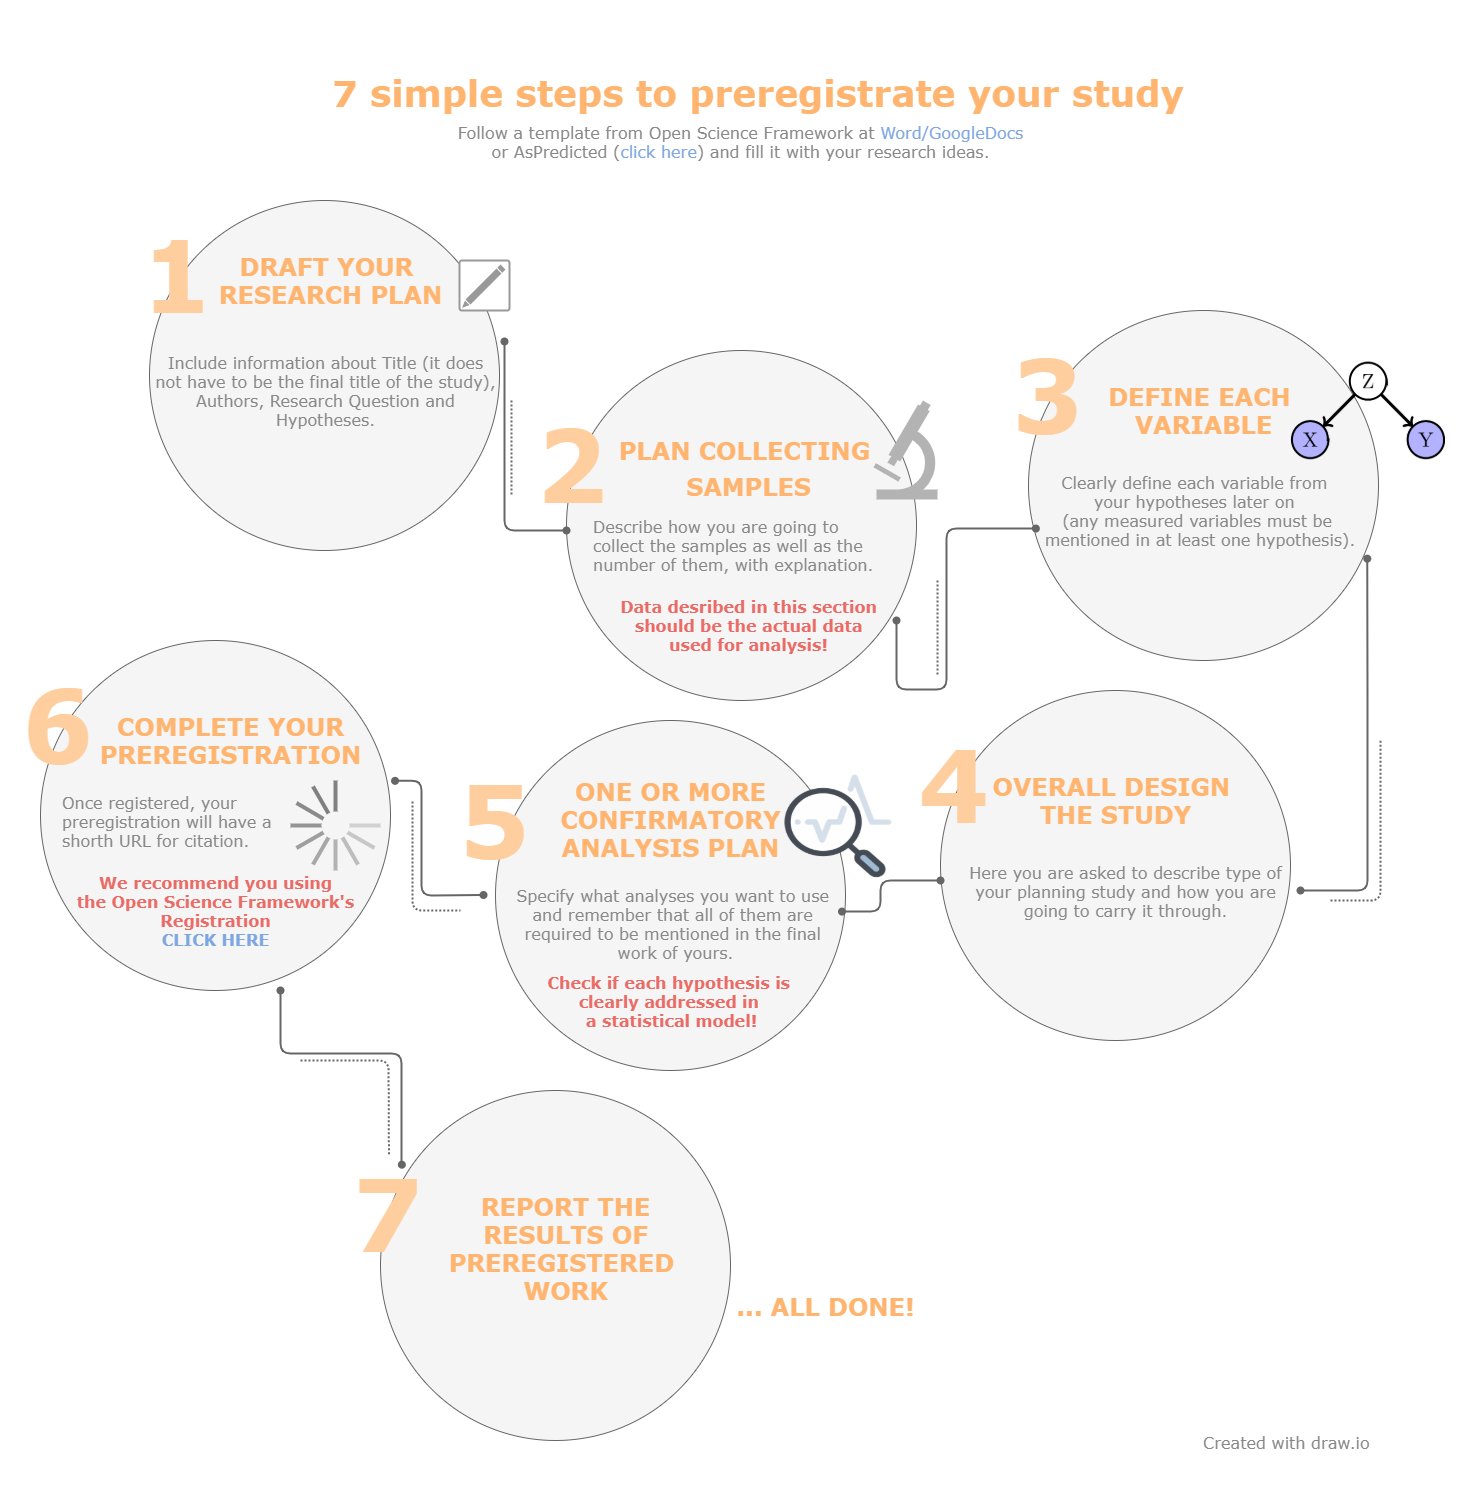 7 simple steps to preregistrate your study
Follow a template from Open Science Framework at Word/GoogleDocs
or AsPredicted (click here) and fill it with your research ideas.
1
DRAFT YOUR
RESEARCH PLAN
Include information about Title (it does
not have to be the final title of the study),
Authors, Research Question and
Hypotheses.
2
PLAN COLLECTING
SAMPLES
Describe how you are going to
collect the samples as well as the
number of them, with explanation.
Data desribed in this section
should be the actual data
used for analysis!
3
DEFINE EACH
VARIABLE
Z
X
Y
Clearly define each variable from
your hypotheses later on
(any measured variables must be
mentioned in at least one hypothesis).
4
OVERALL DESIGN
THE STUDY
Here you are asked to describe type of
your planning study and how you are
going to carry it through.
5
ONE OR MORE
CONFIRMATORY
ANALYSIS PLAN
Specify what analyses you want to use
and remember that all of them are
required to be mentioned in the final
work of yours.
Check if each hypothesis is
clearly addressed in
a statistical model!
6
COMPLETE YOUR
PREREGISTRATION
Once registered, your
preregistration will have a
shorth URL for citation.
We recommend you using
the Open Science Framework's
Registration
CLICK HERE
7
REPORT THE
RESULTS OF
PREREGISTERED
WORK
... ALL DONE!
Created with draw.io